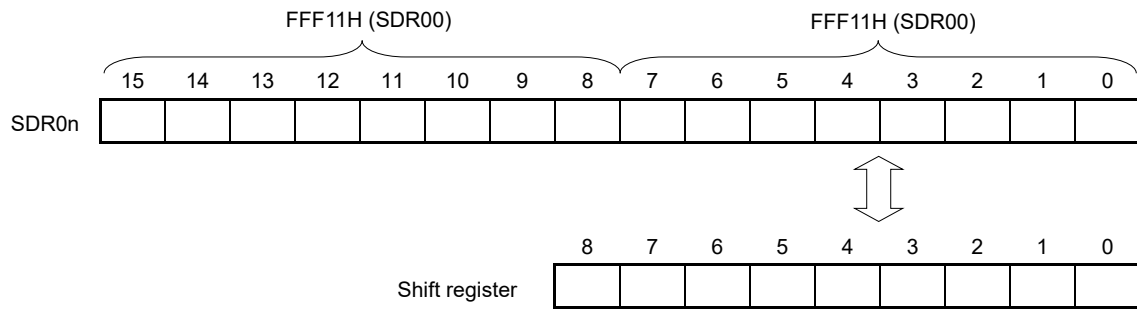 FFF11H (SDR00) FFF11H (SDR00)
15 14 13 12 11 10 9 8 7 6 5 4 3 2 1 0
SDR0n
8 7 6 5 4 3 2 1 0
Shift register